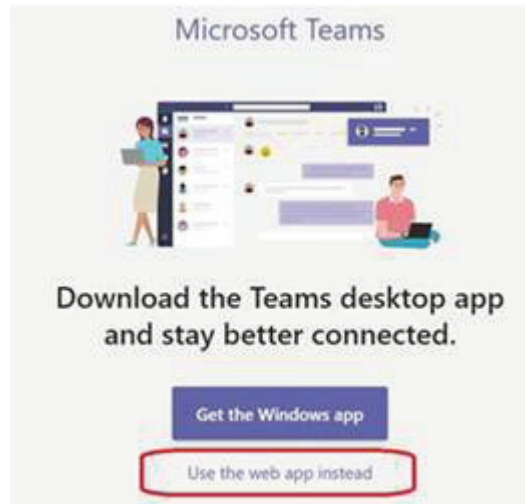 Microsoft Teams
Download the Teams desktop app
and stay better connected.
Get the Windows app
Use the web app instead